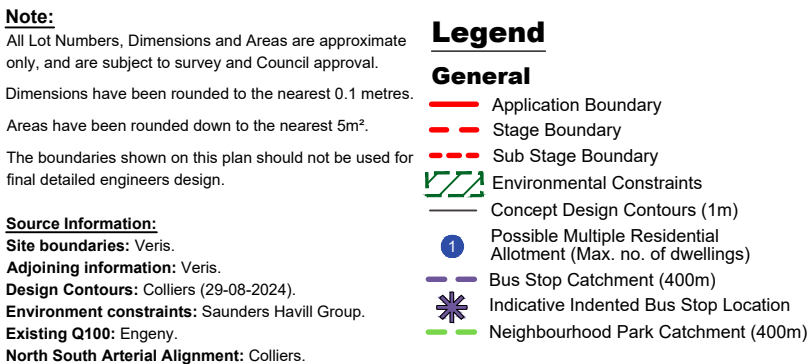 Note:
All Lot Numbers, Dimensions and Areas are approximate
only, and are subject to survey and Council approval.
Dimensions have been rounded to the nearest 0.1 metres.
Areas have been rounded down to the nearest 5m².
The boundaries shown on this plan should not be used for
final detailed engineers design.
Source Information:
Site boundaries: Veris.
Adjoining information: Veris.
Design Contours: Colliers (29-08-2024).
Environment constraints: Saunders Havill Group.
Existing Q100: Engeny.
North South Arterial Alignment: Colliers.
Legend
General
Application Boundary
Stage Boundary
Sub Stage Boundary
Environmental Constraints
Concept Design Contours (1m)
1
Possible Multiple Residential
Allotment (Max. no. of dwellings)
Bus Stop Catchment (400m)
Indicative Indented Bus Stop Location
Neighbourhood Park Catchment (400m)